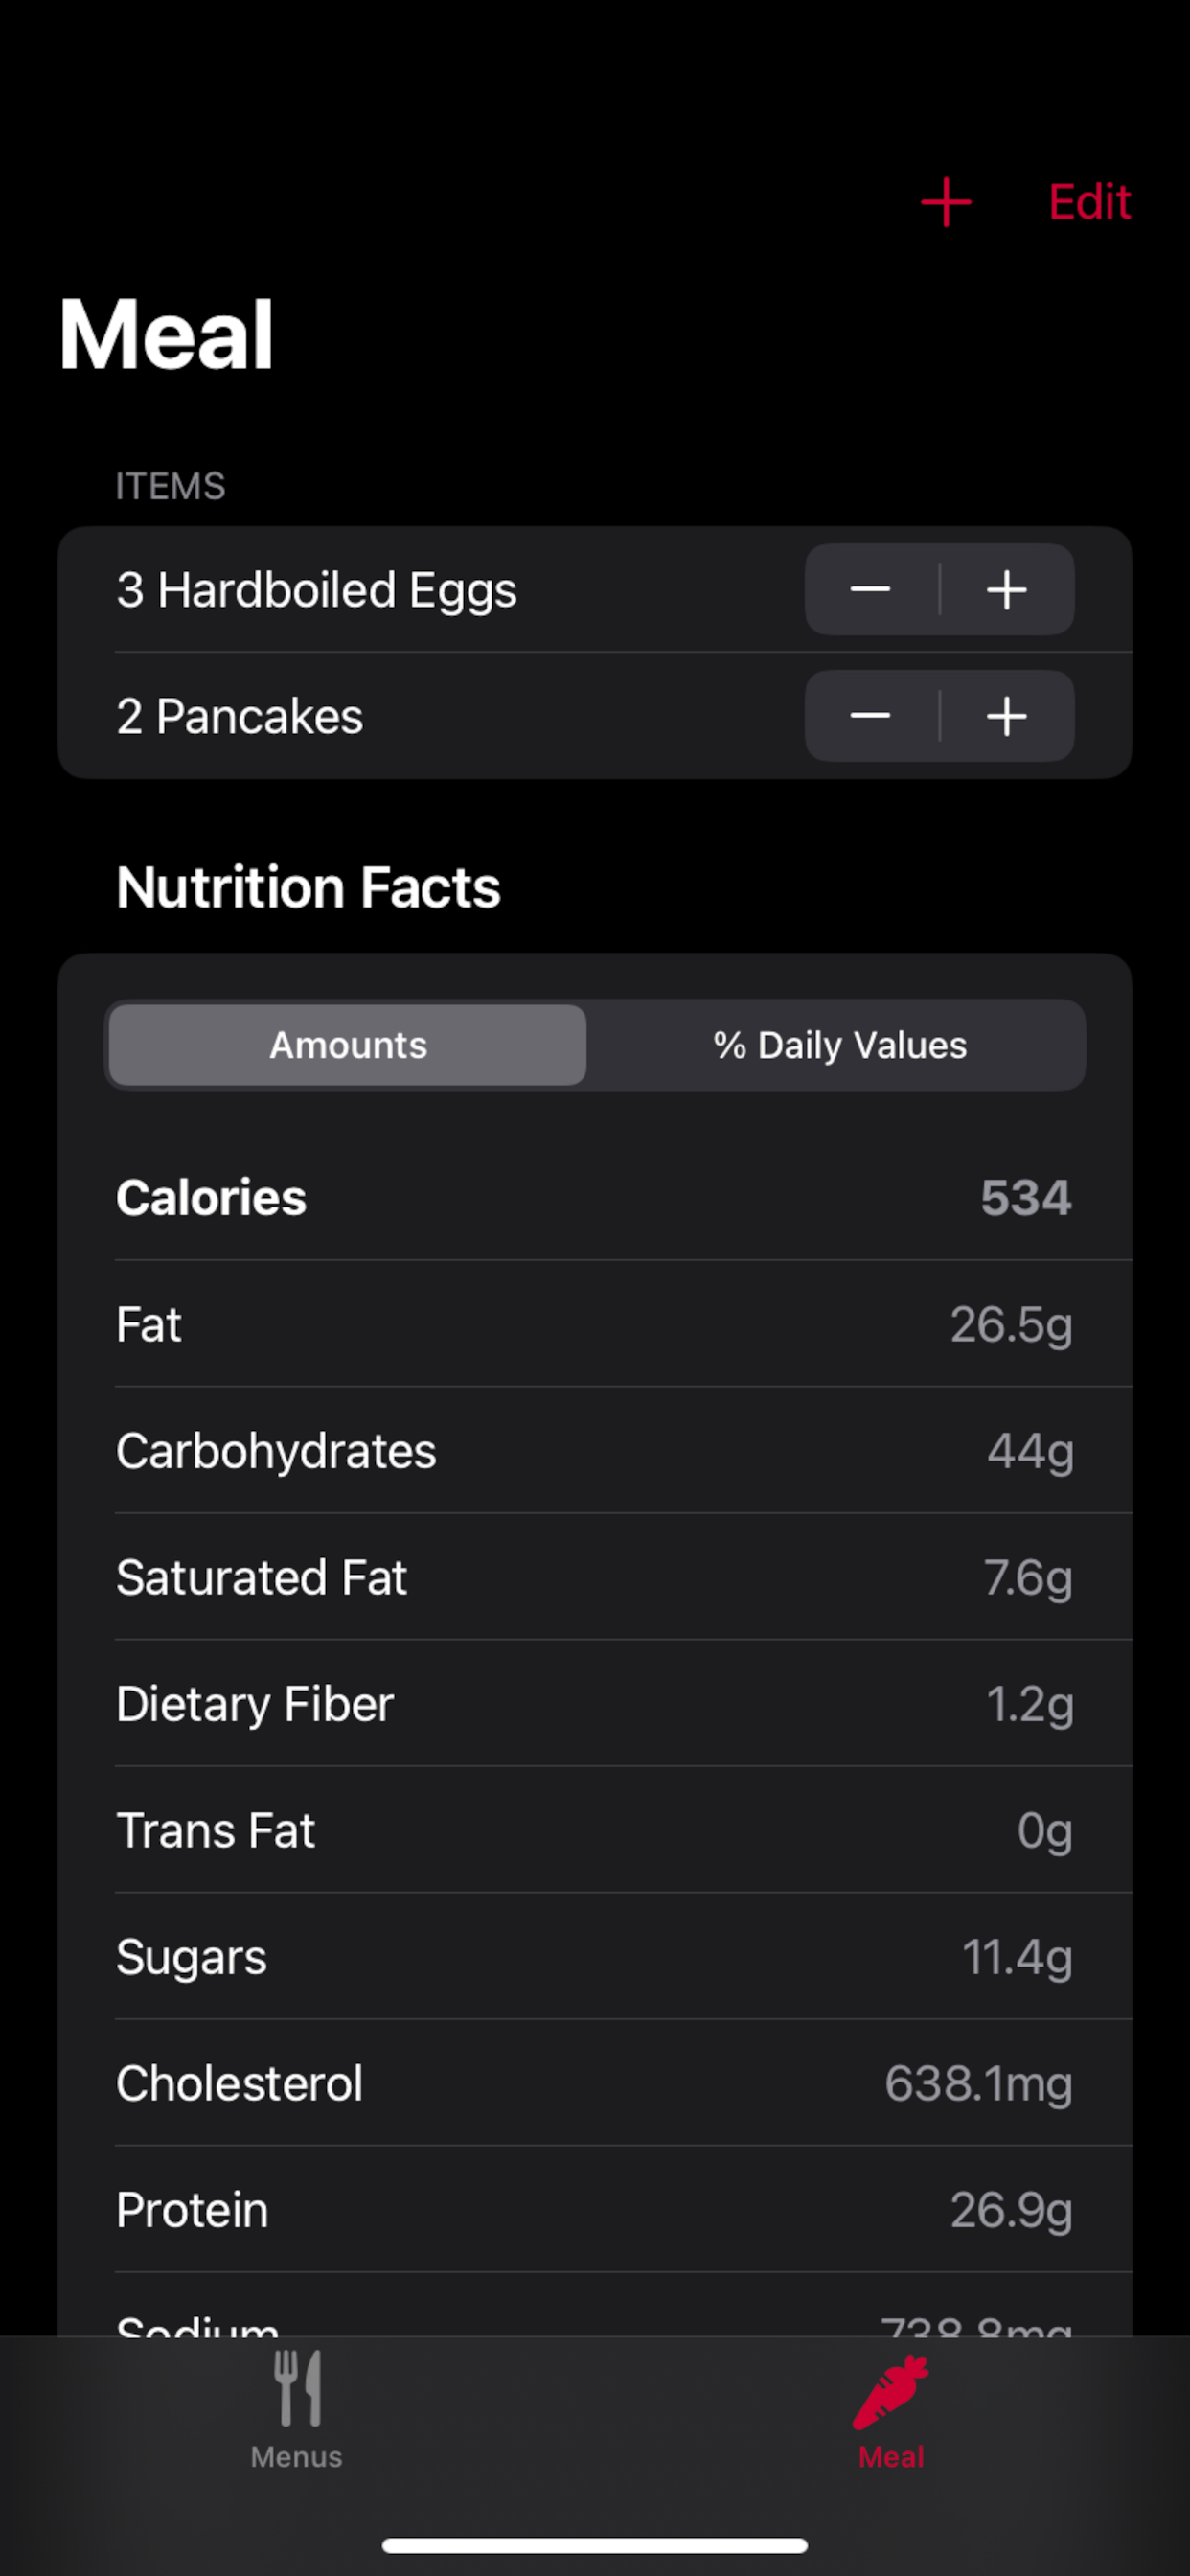 Edit
Meal
ITEMS
3 Hardboiled Eggs
2 Pancakes
Nutrition Facts
Amounts % Daily Values
Calories 534
Fat 26.5g
Carbohydrates 44g
Saturated Fat 7.6g
Dietary Fiber 1.2g
Trans Fat 0g
Sugars 11.4g
Cholesterol 638.1mg
Protein 26.9g
Sodium 738.8mg
Menus Meal